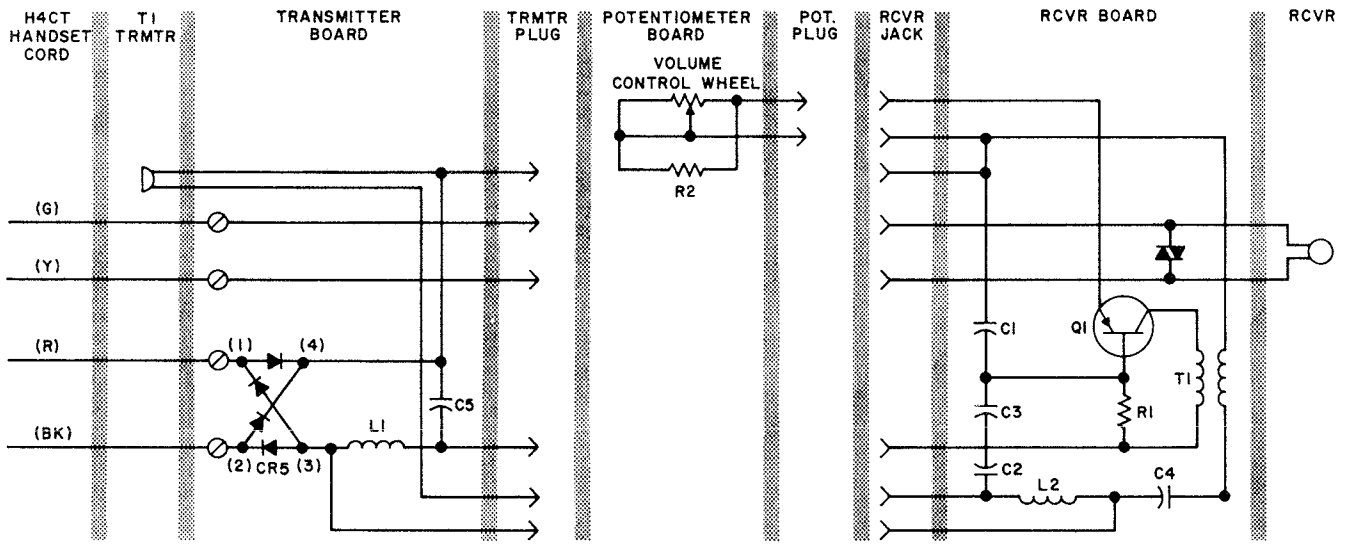 H4CT
HANDSET
CORD
T1
TRMTR
TRANSMITTER
BOARD
TRMTR
PLUG
POTENTIOMETER
BOARD
POT.
PLUG
RCVR
JACK
RCVR BOARD
RCVR
VOLUME
CONTROL WHEEL
R2
(G)
(Y)
(R)
(1)
(4)
C5
L1
(BK)
(2)
CR5
(3)
C1
Q1
T1
C3
R1
C2
L2
C4